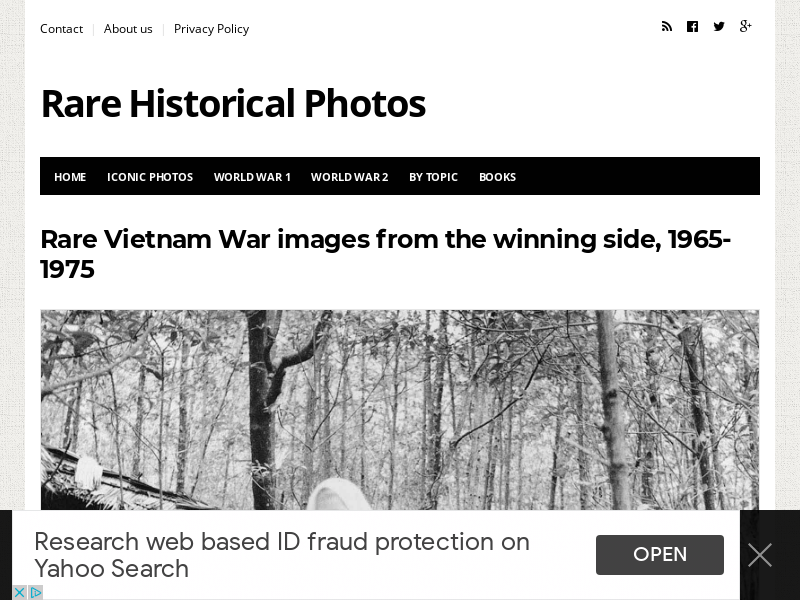 Contact
About us
Privacy Policy
Rare Historical Photos
HOME
ICONIC PHOTOS
WORLD WAR 1
WORLD WAR 2
BY TOPIC
BOOKS
Rare Vietnam War images from the winning side, 1965-
1975
Research web based ID fraud protection on
Yahoo Search
OPEN